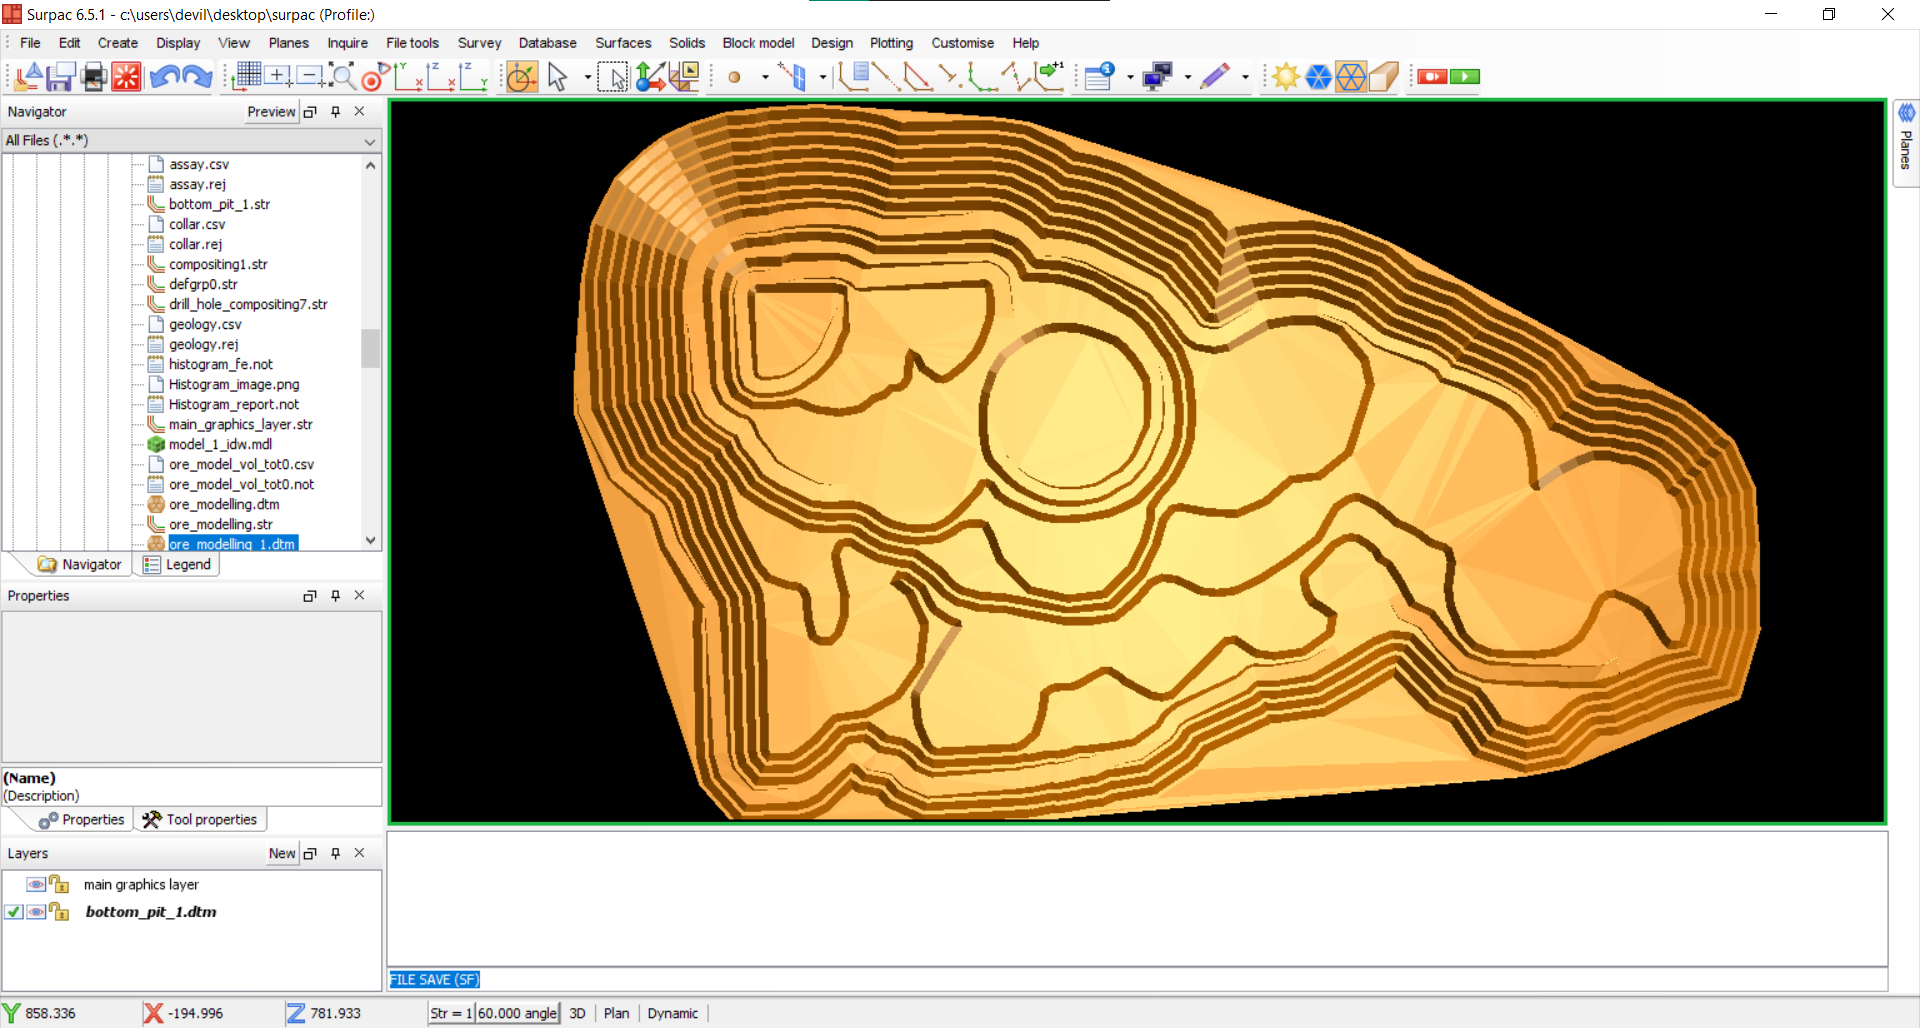 Surpac 6.5.1 - c:\users\devil\desktop\surpac (Profile:)
File Edit Create Display View Planes Inquire File tools Survey Database Surfaces Solids Block model Design Plotting Customise Help
Navigator Preview
All Files (.*.*)
assay.csv
assay.rej
bottom_pit_1.str
collar.csv
collar.rej
compositing1.str
defgrp0.str
drill_hole_compositing7.str
geology.csv
geology.rej
histogram_fe.not
Histogram_image.png
Histogram_report.not
main_graphics_layer.str
model_1_idw.mdl
ore_model_vol_tot0.csv
ore_model_vol_tot0.not
ore_modelling.dtm
ore_modelling.str
ore_modelling_1.dtm
Navigator Legend
Properties
(Name)
(Description)
Properties Tool properties
Layers New
main graphics layer
bottom_pit_1.dtm
Planes
FILE SAVE (SF)
Y 858.336 X -194.996 Z 781.933 Str = 1 60.000 angle 3D Plan Dynamic